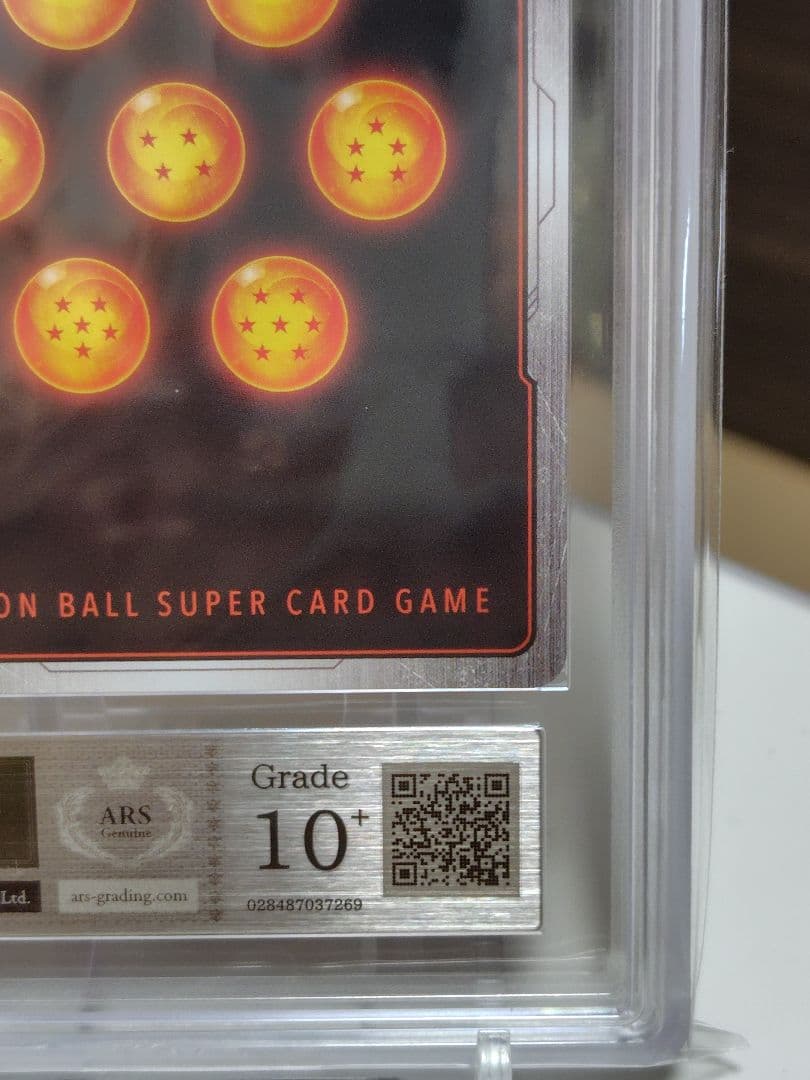 ON BALL SUPER CARD GAME
ARS
Genuine
Ltd.
ars-grading.com
Grade
10+
028487037269